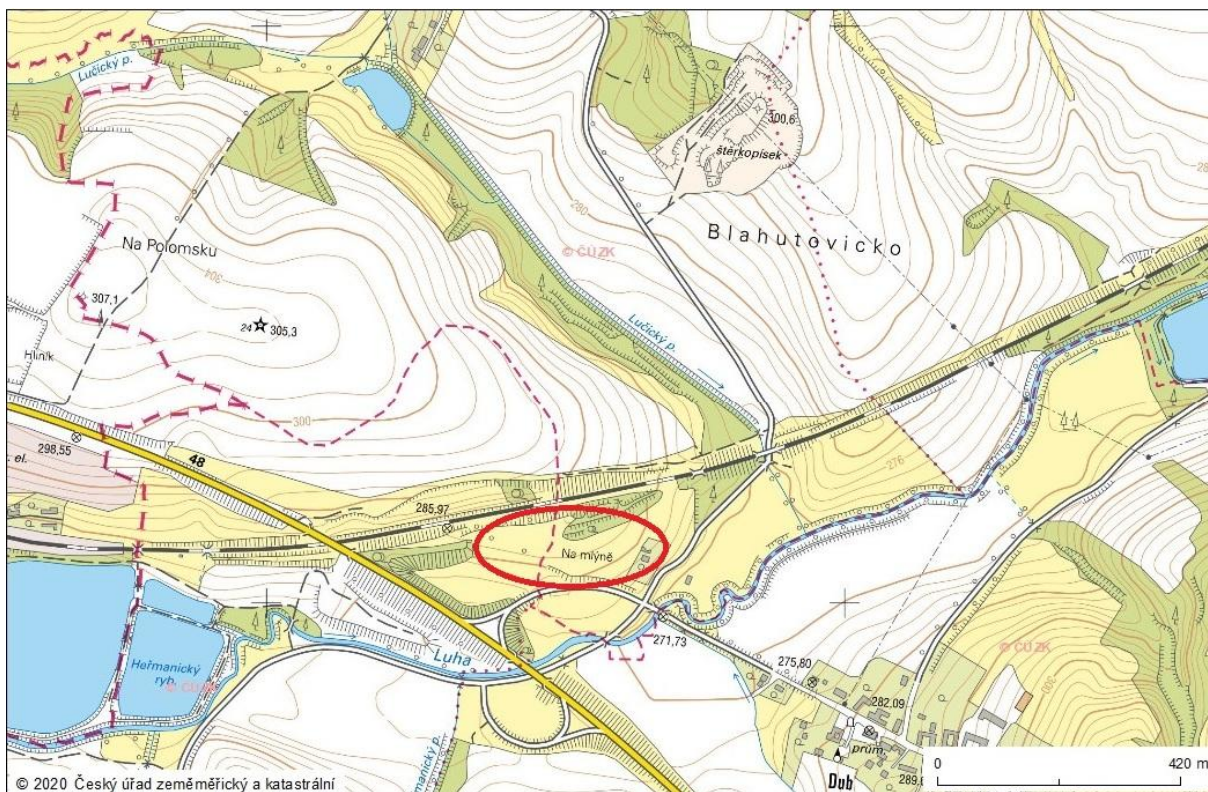 Lučický p.
300,6
štěrkopísek
Na Polomsku
280
Blahutovicko
© ČÚZK
304
307,1
24
305,3
Lučický p.
Hliník
300
298,55
48
276
el.
285,97
Na mlýně
Luha
271,73
Heřmanický
ryb.
© ČÚZK
275,80
© ČÚZK
300
282,09
prům.
Dub
0
420 m
© 2020 Český úřad zeměměřický a katastrální